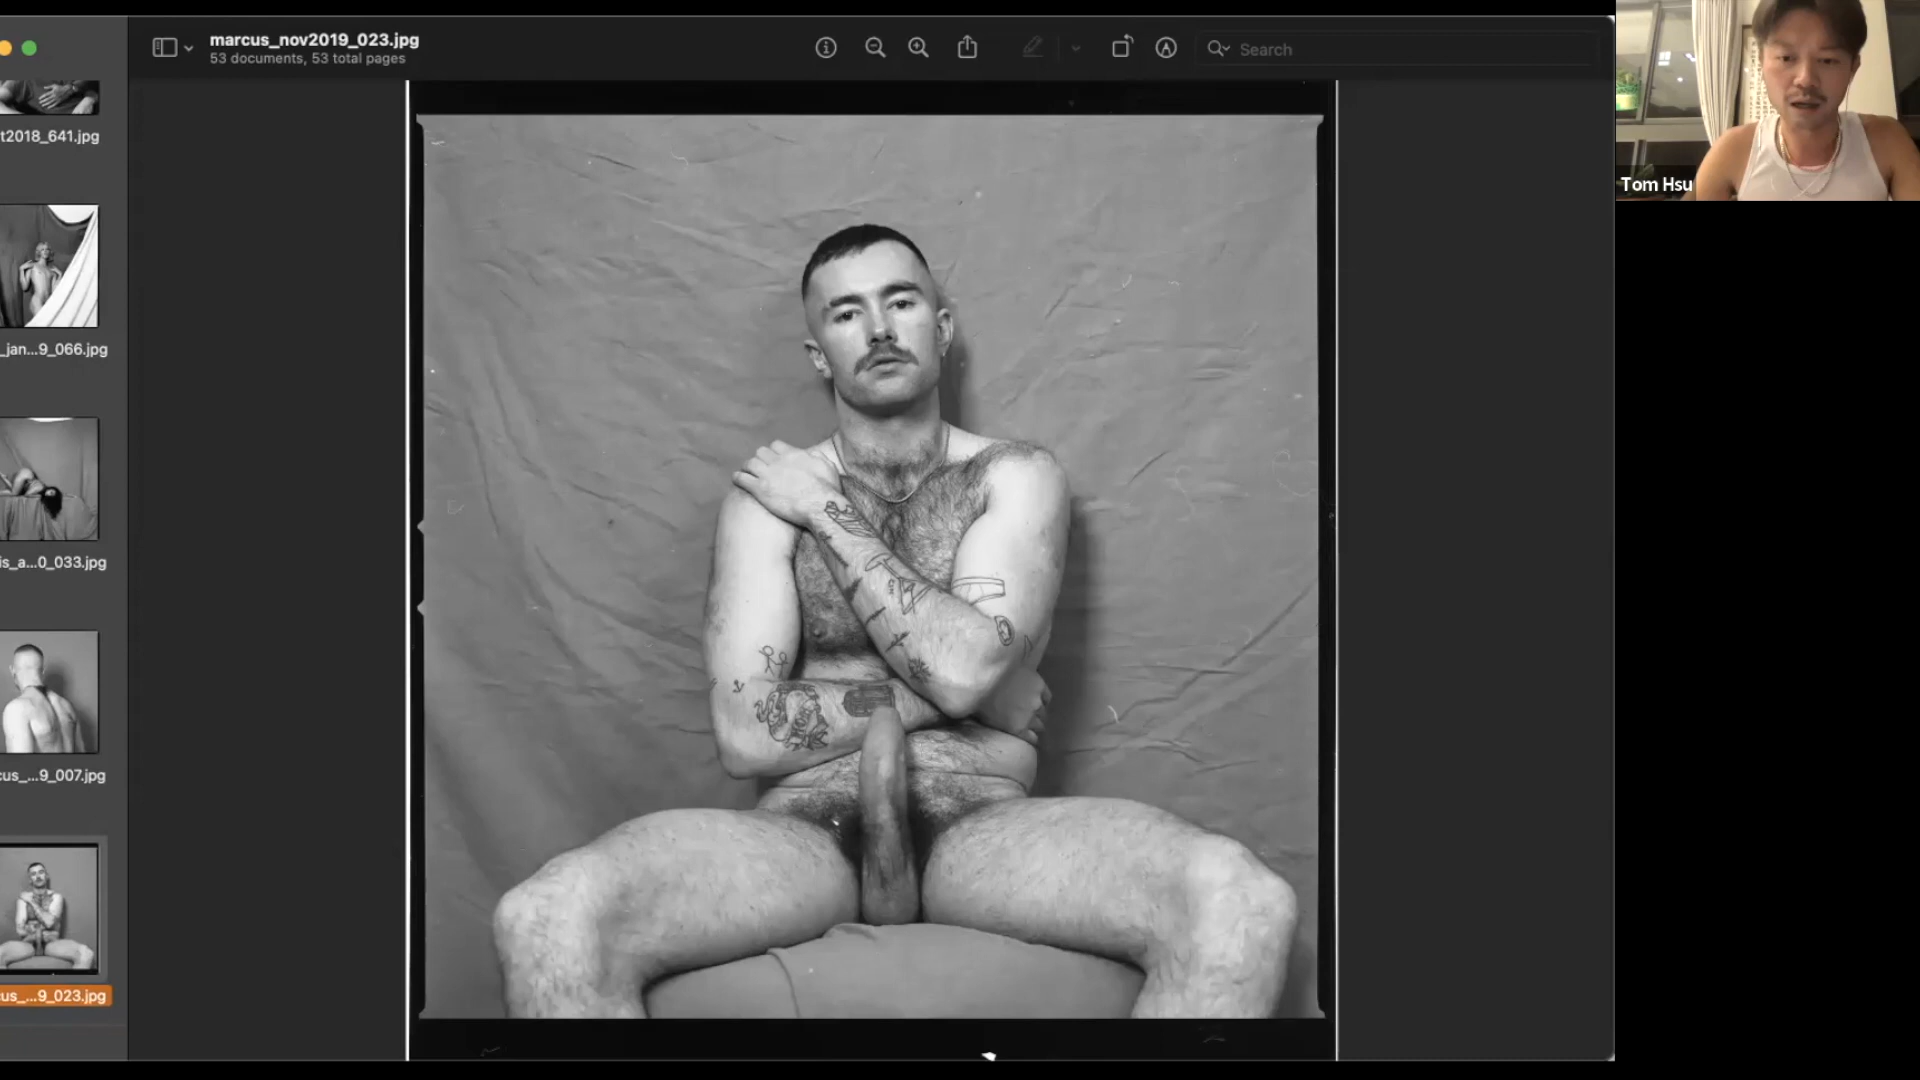 marcus_nov2019_023.jpg
53 documents, 53 total pages
Search
Tom Hsu
t2018_641.jpg
_jan...9_066.jpg
is_a...0_033.jpg
cus_...9_007.jpg
cus_...9_023.jpg